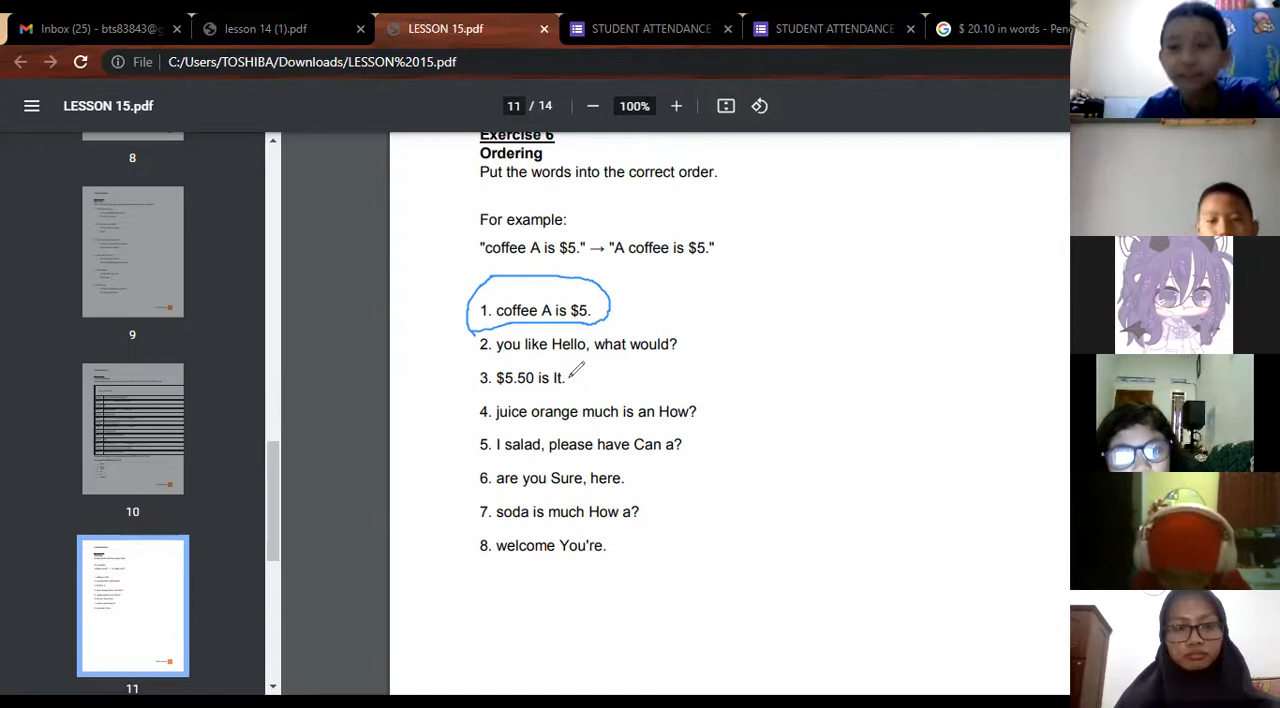 Inbox (25) - bts83843@g
lesson 14 (1).pdf
LESSON 15.pdf
STUDENT ATTENDANCE
STUDENT ATTENDANCE
$ 20.10 in words - Pen
File
C:/Users/TOSHIBA/Downloads/LESSON%2015.pdf
LESSON 15.pdf
11 / 14
100%
8
9
10
11
Exercise 6
Ordering
Put the words into the correct order.
For example:
"coffee A is $5." → "A coffee is $5."
1. coffee A is $5.
2. you like Hello, what would?
3. $5.50 is It.
4. juice orange much is an How?
5. I salad, please have Can a?
6. are you Sure, here.
7. soda is much How a?
8. welcome You're.